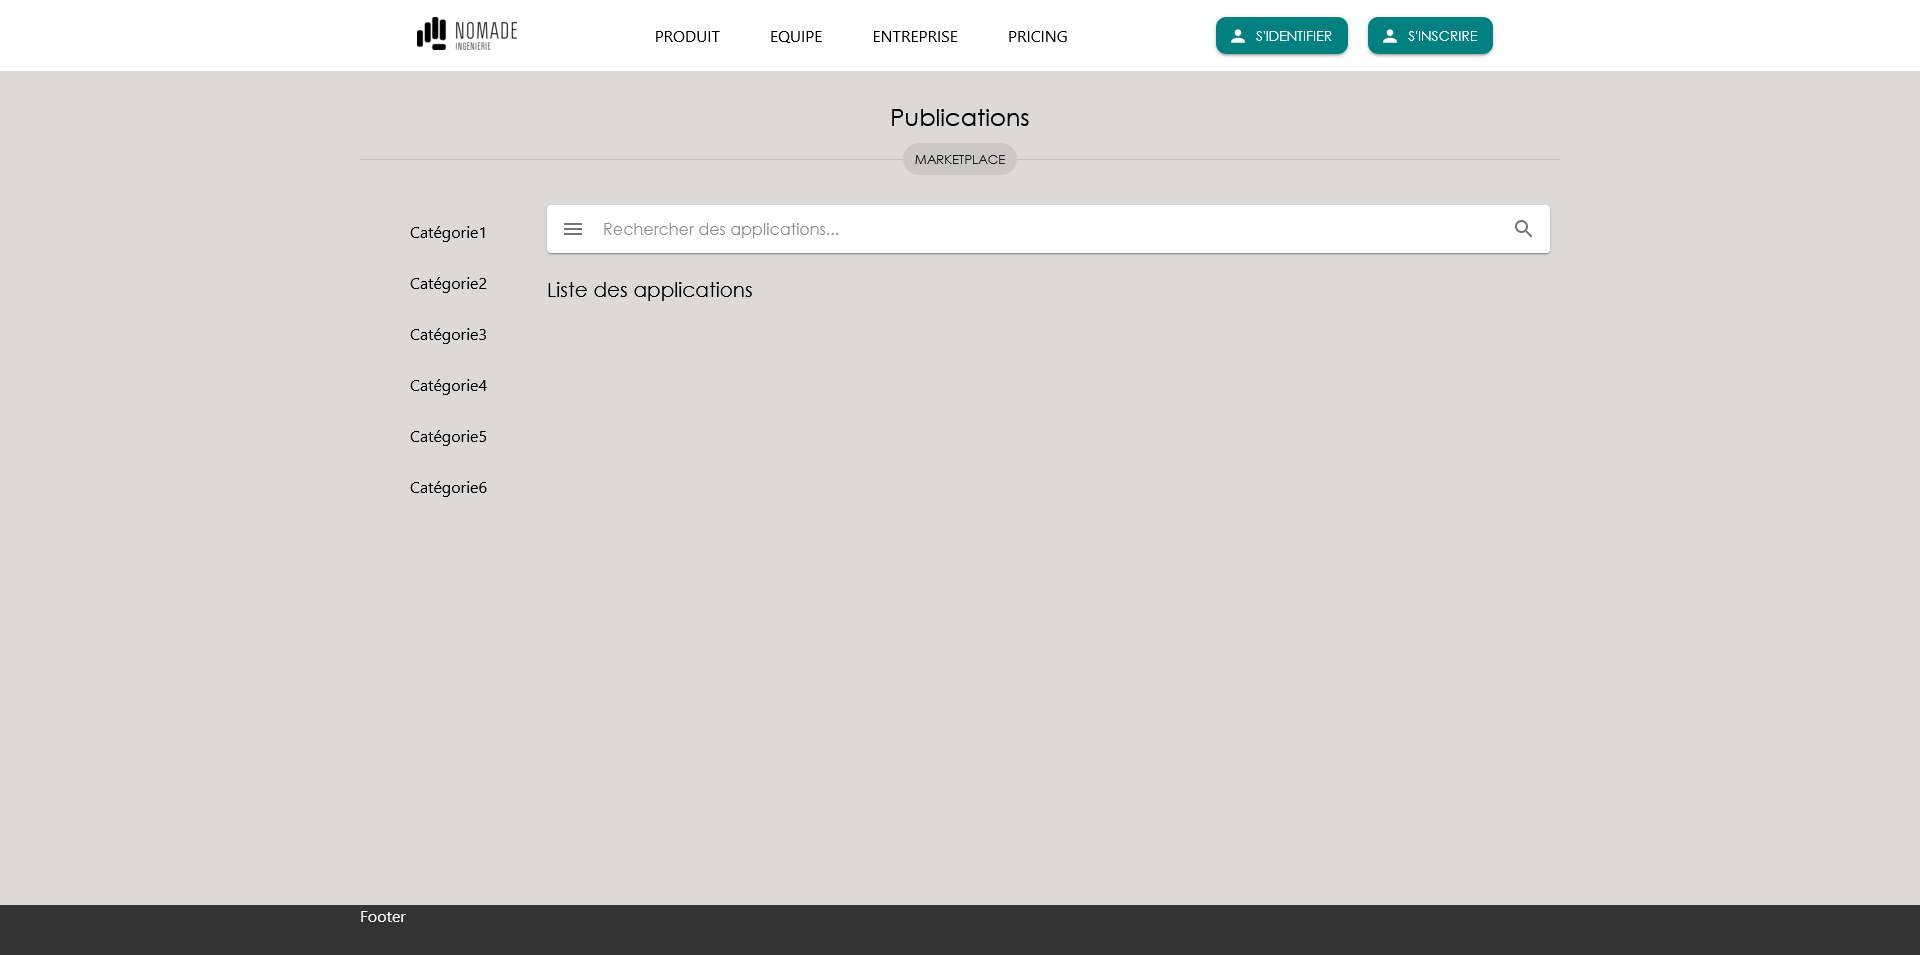 NOMADE
INGENIERIE
PRODUIT
EQUIPE
ENTREPRISE
PRICING
S'IDENTIFIER
S'INSCRIRE
Publications
MARKETPLACE
Catégorie1
Catégorie2
Catégorie3
Catégorie4
Catégorie5
Catégorie6
Rechercher des applications...
Liste des applications
Footer